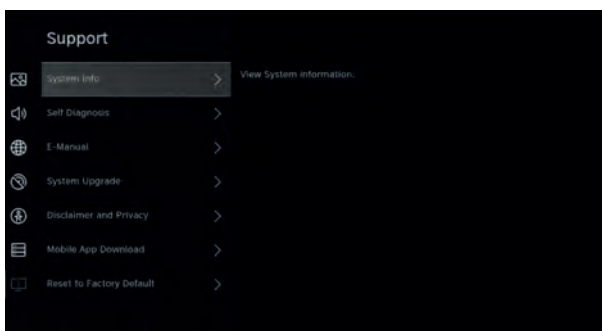 Support
System Info
View System information.
Self Diagnosis
E-Manual
System Upgrade
Disclaimer and Privacy
Mobile App Download
Reset to Factory Default